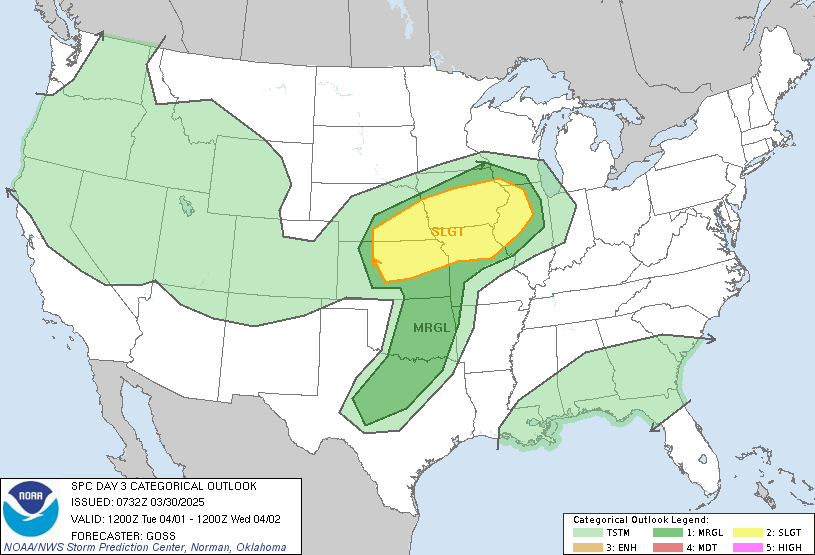 SLGT
MRGL
NOAA
SPC DAY 3 CATEGORICAL OUTLOOK
ISSUED: 0732Z 03/30/2025
VALID: 1200Z Tue 04/01 - 1200Z Wed 04/02
FORECASTER: GOSS
NOAA/NWS Storm Prediction Center, Norman, Oklahoma
Categorical Outlook Legend:
TSTM 1: MRGL 2: SLGT
3: ENH 4: MDT 5: HIGH